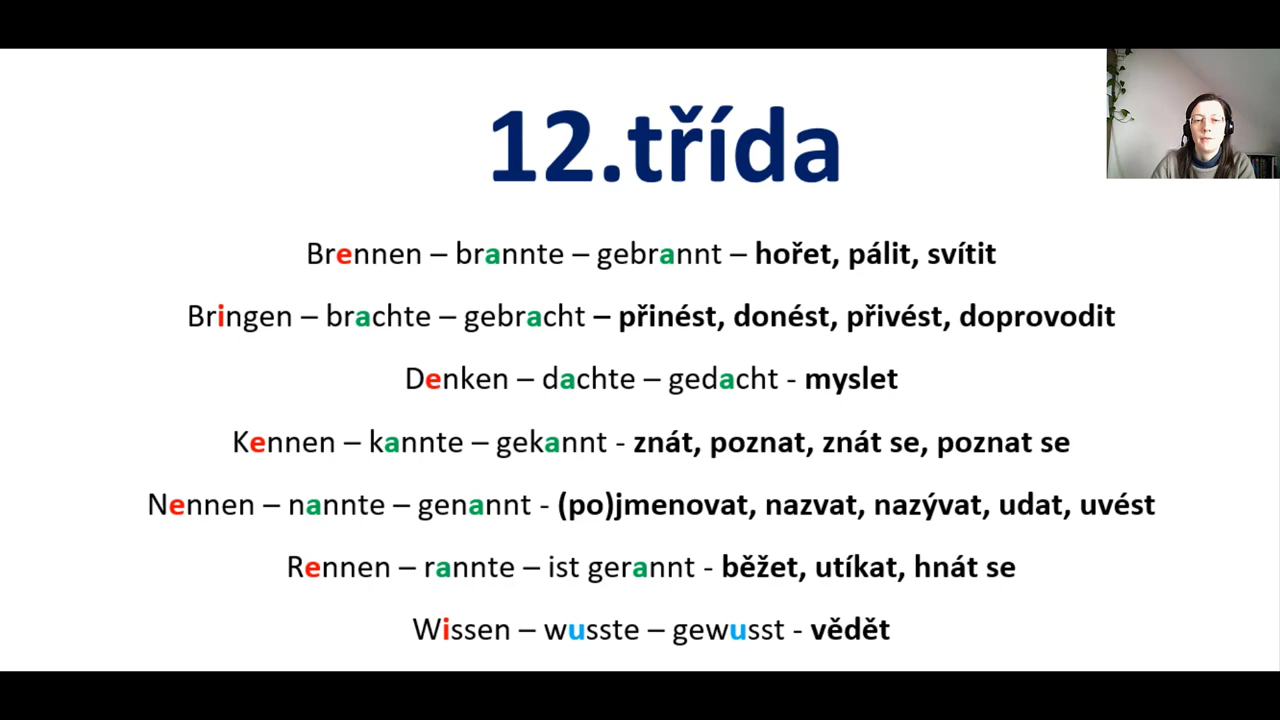 12.třída
Brennen – brannte – gebrannt – hořet, pálit, svítit
Bringen – brachte – gebracht – přinést, donést, přivést, doprovodit
Denken – dachte – gedacht - myslet
Kennen – kannte – gekannt - znát, poznat, znát se, poznat se
Nennen – nannte – genannt - (po)jmenovat, nazvat, nazývat, udat, uvést
Rennen – rannte – ist gerannt - běžet, utíkat, hnát se
Wissen – wusste – gewusst - vědět